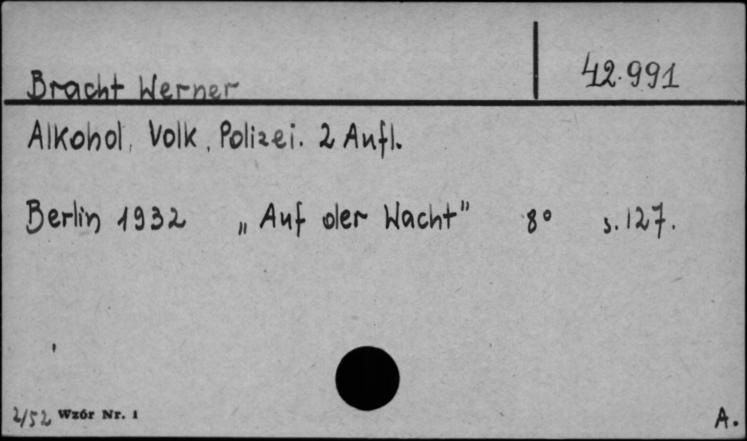 Bracht Werner 42.991
Alkohol, Volk, Polizei. 2 Aufl.
Berlin 1932 „Auf der Wacht" 8° s. 127.
2/52 Wzór Nr. 1 A.